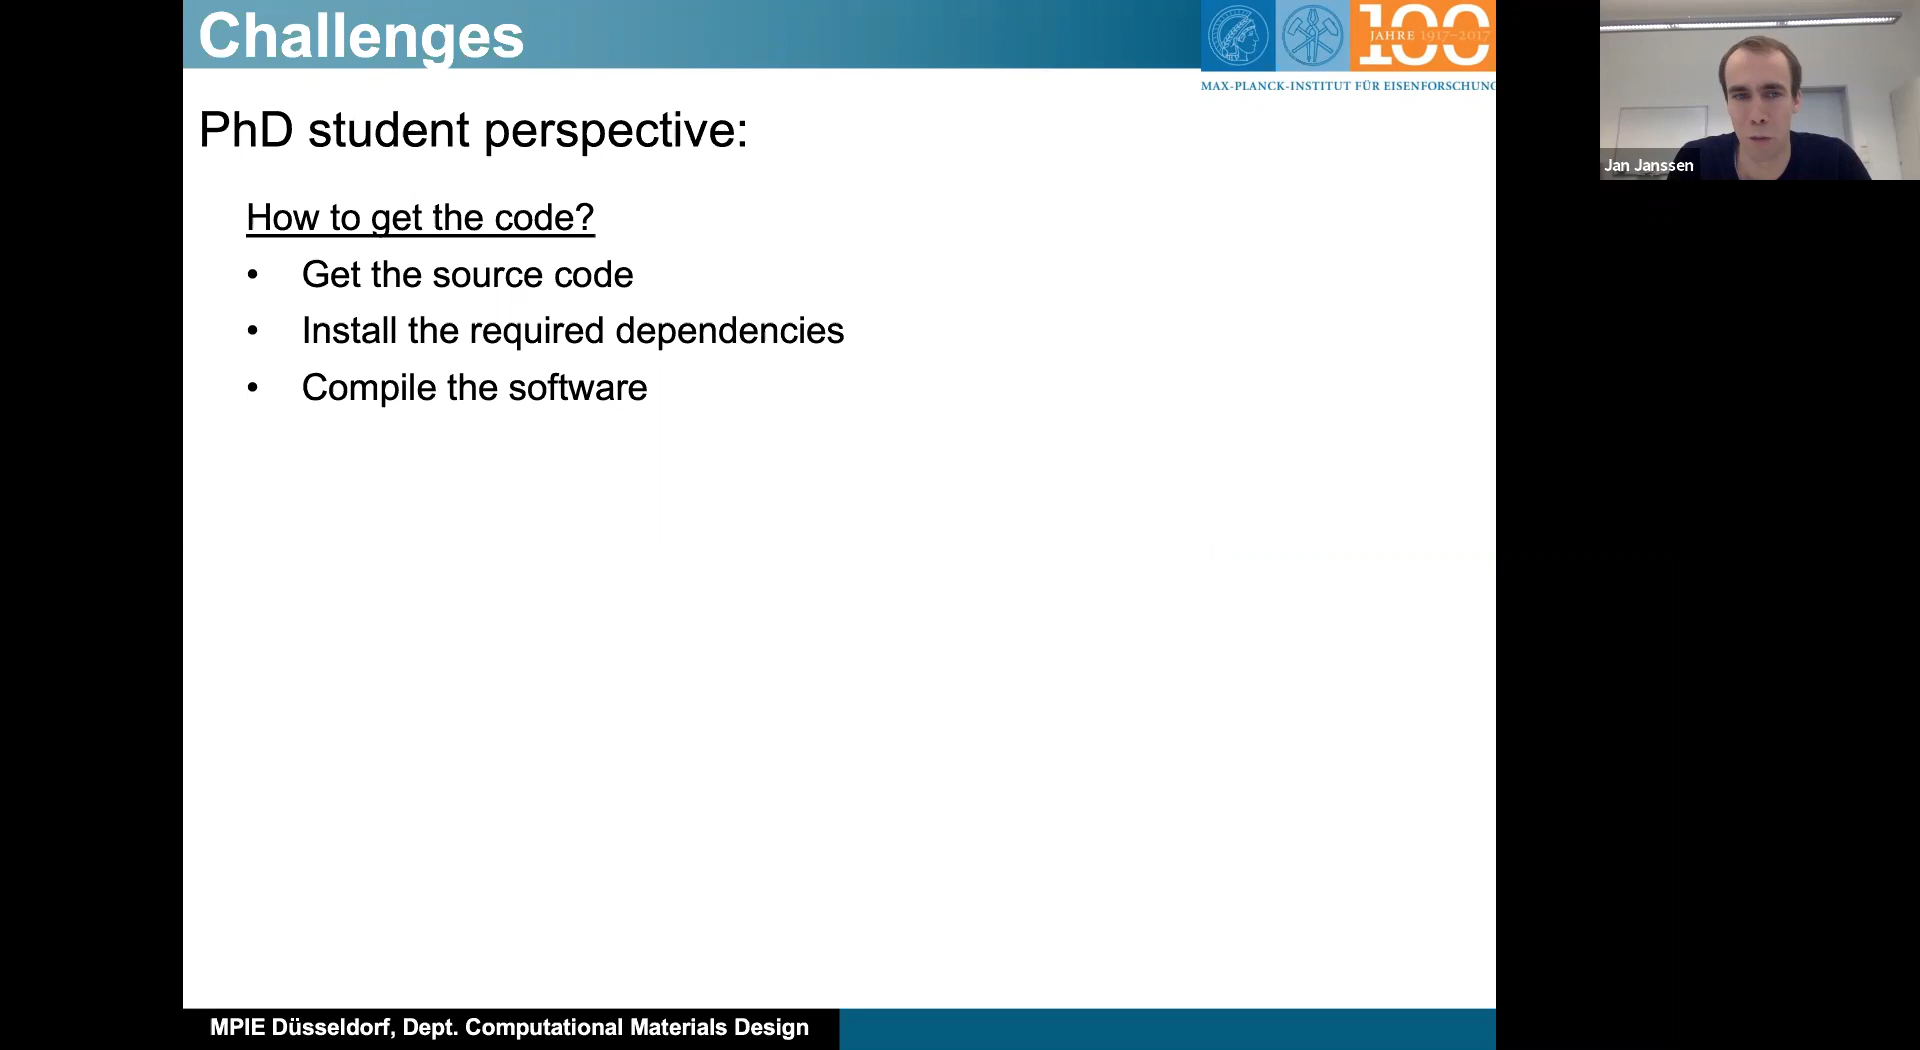 Challenges
100
JAHRE 1917–2017
MAX-PLANCK-INSTITUT FÜR EISENFORSCHUNG
Jan Janssen
PhD student perspective:
How to get the code?
• Get the source code
• Install the required dependencies
• Compile the software
MPIE Düsseldorf, Dept. Computational Materials Design